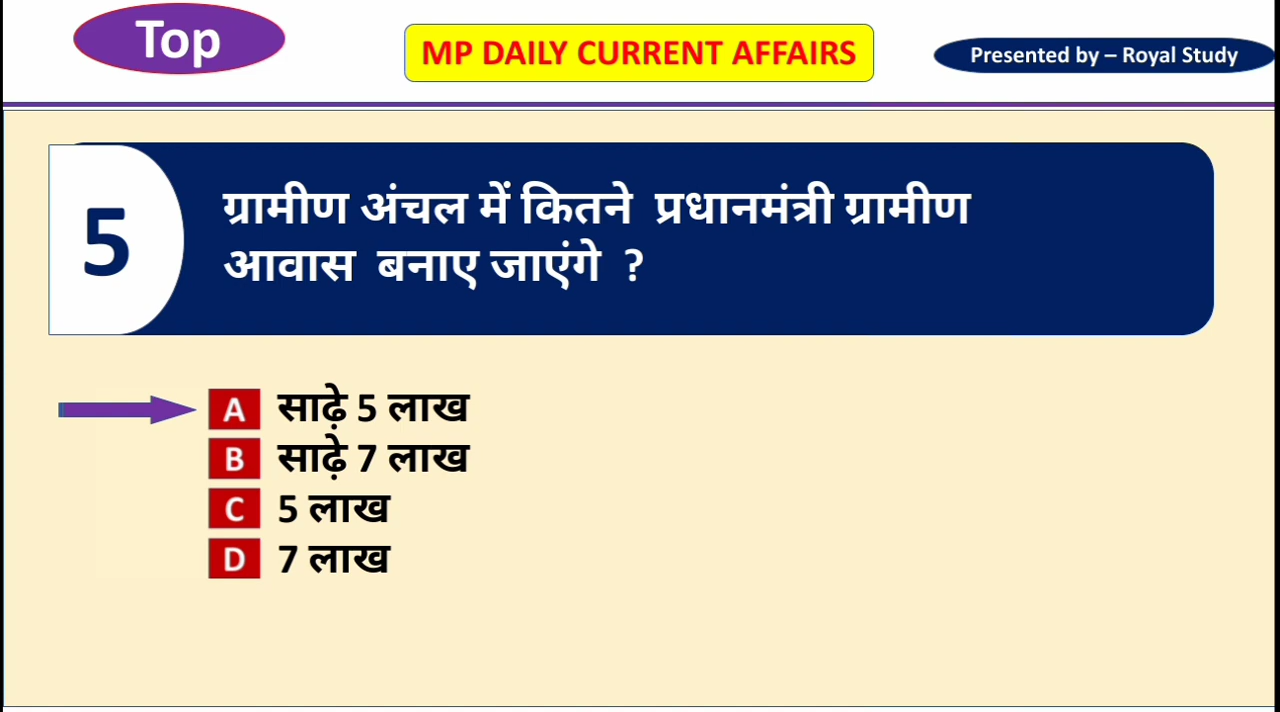 Top
MP DAILY CURRENT AFFAIRS
Presented by – Royal Study
5
ग्रामीण अंचल में कितने प्रधानमंत्री ग्रामीण
आवास बनाए जाएंगे ?
A साढ़े 5 लाख
B साढ़े 7 लाख
C 5 लाख
D 7 लाख